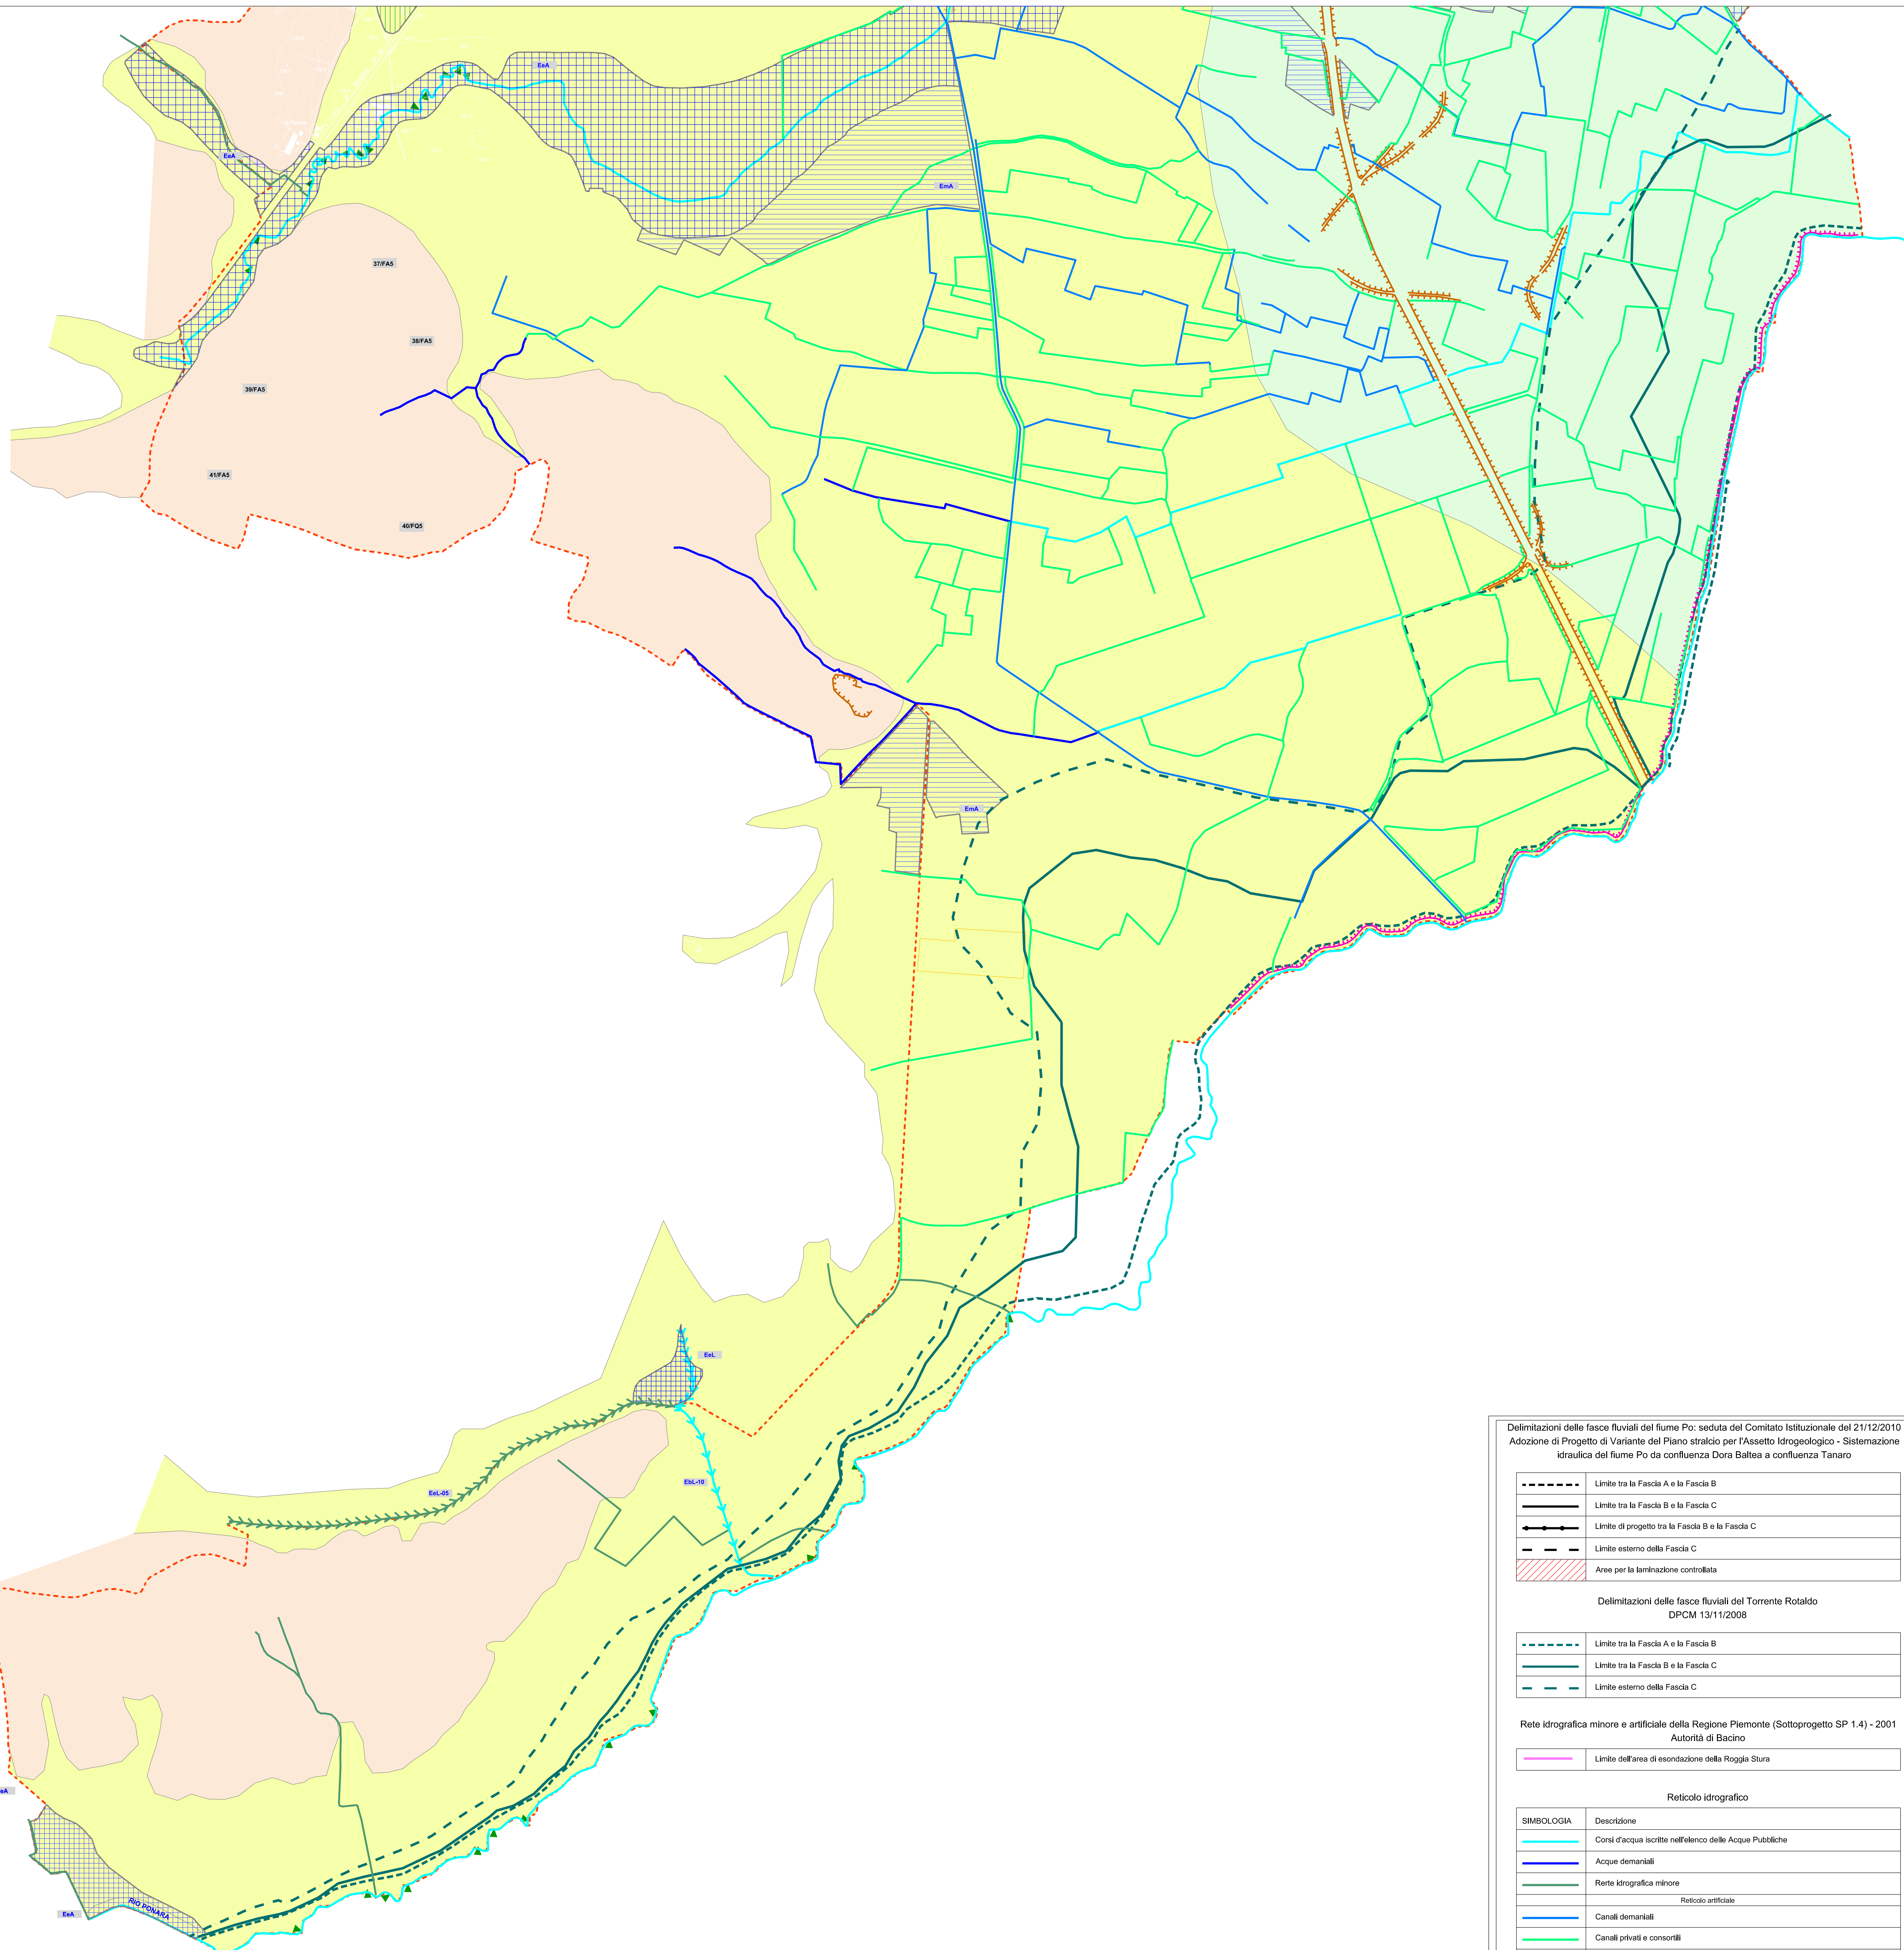 EeA
EeA
EmA
37/FA5
38/FA5
39/FA5
41/FA5
40/FQ5
EmA
EeL
EbL-10
EeL-05
eA
RIO PONARA
EeA
Delimitazioni delle fasce fluviali del fiume Po: seduta del Comitato Istituzionale del 21/12/2010
Adozione di Progetto di Variante del Piano stralcio per l'Assetto Idrogeologico - Sistemazione
idraulica del fiume Po da confluenza Dora Baltea a confluenza Tanaro
Limite tra la Fascia A e la Fascia B
Limite tra la Fascia B e la Fascia C
Limite di progetto tra la Fascia B e la Fascia C
Limite esterno della Fascia C
Aree per la laminazione controllata
Delimitazioni delle fasce fluviali del Torrente Rotaldo
DPCM 13/11/2008
Limite tra la Fascia A e la Fascia B
Limite tra la Fascia B e la Fascia C
Limite esterno della Fascia C
Rete idrografica minore e artificiale della Regione Piemonte (Sottoprogetto SP 1.4) - 2001
Autorità di Bacino
Limite dell'area di esondazione della Roggia Stura
Reticolo idrografico
SIMBOLOGIA Descrizione
Corsi d'acqua iscritte nell'elenco delle Acque Pubbliche
Acque demaniali
Rerte idrografica minore
Reticolo artificiale
Canali demaniali
Canali privati e consortili